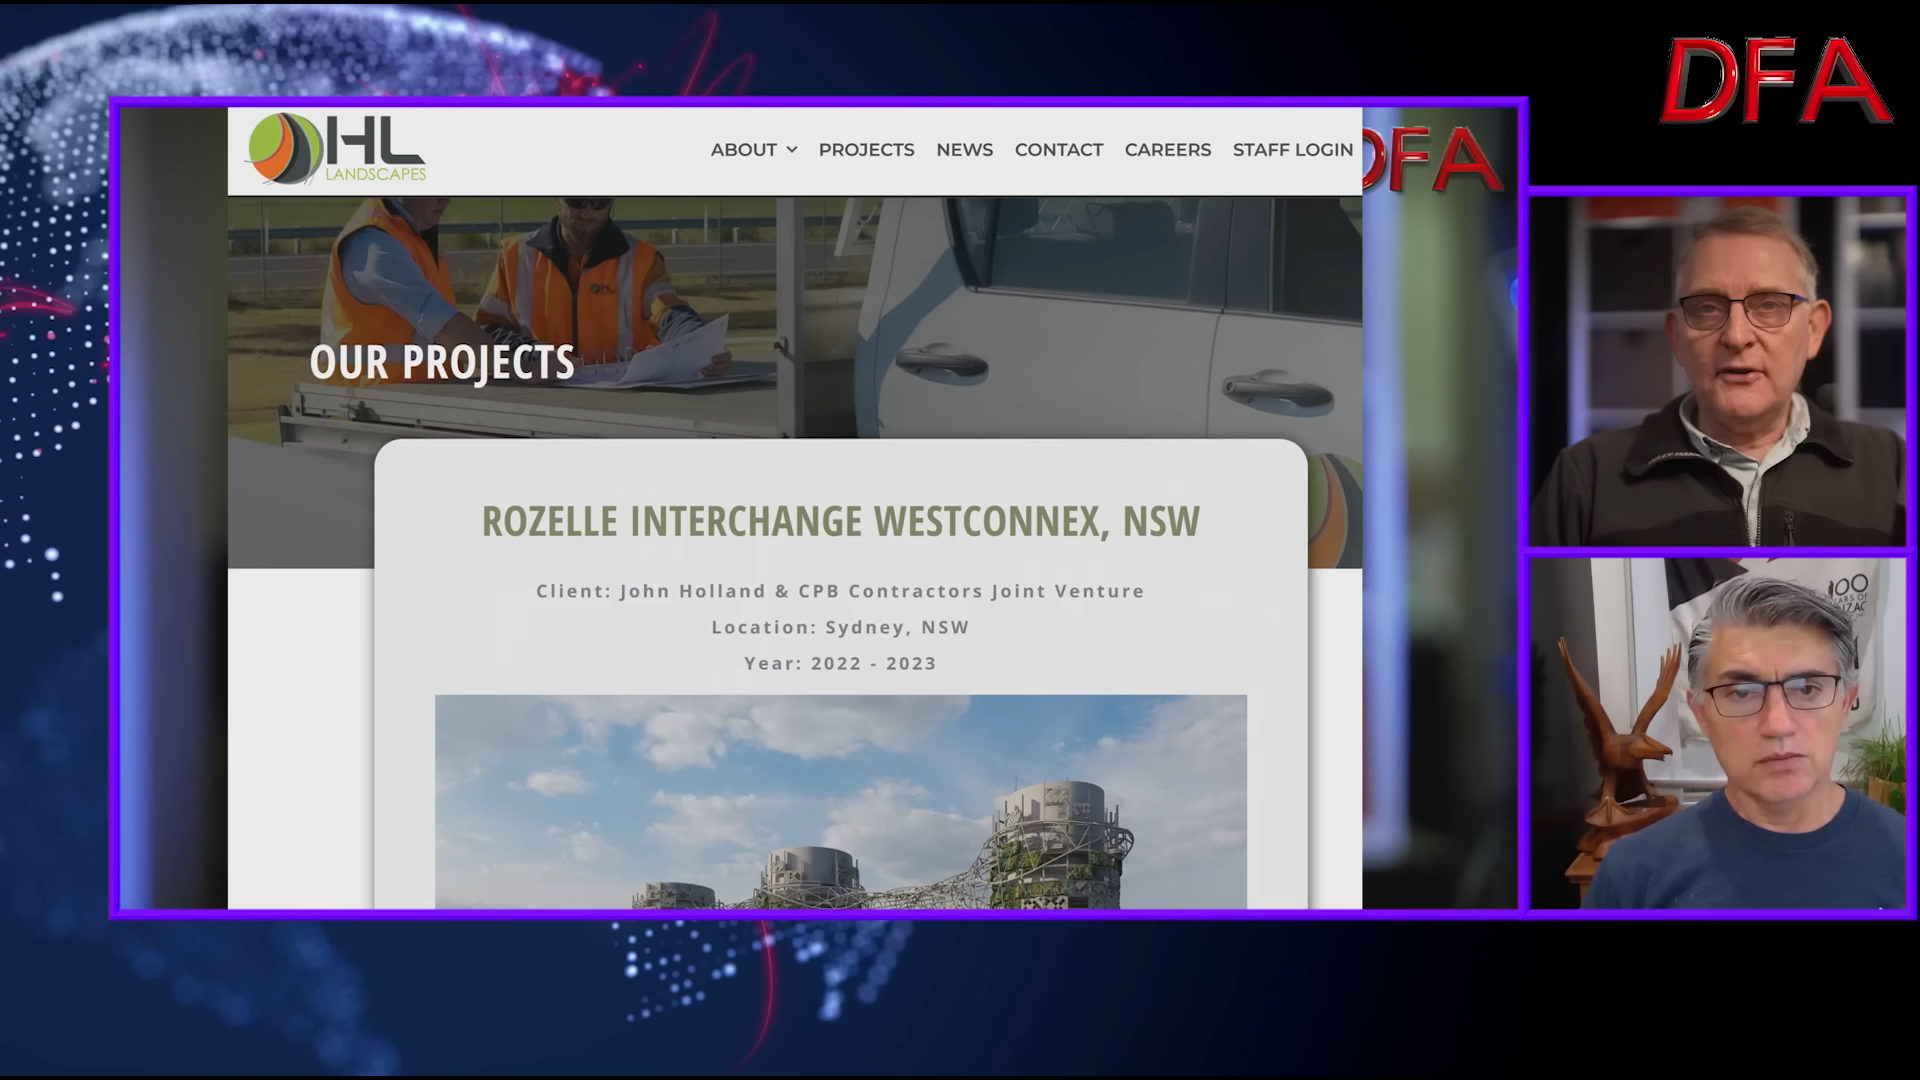 DFA
HL
LANDSCAPES
ABOUT PROJECTS NEWS CONTACT CAREERS STAFF LOGIN
DFA
OUR PROJECTS
ROZELLE INTERCHANGE WESTCONNEX, NSW
Client: John Holland & CPB Contractors Joint Venture
Location: Sydney, NSW
Year: 2022 - 2023
100